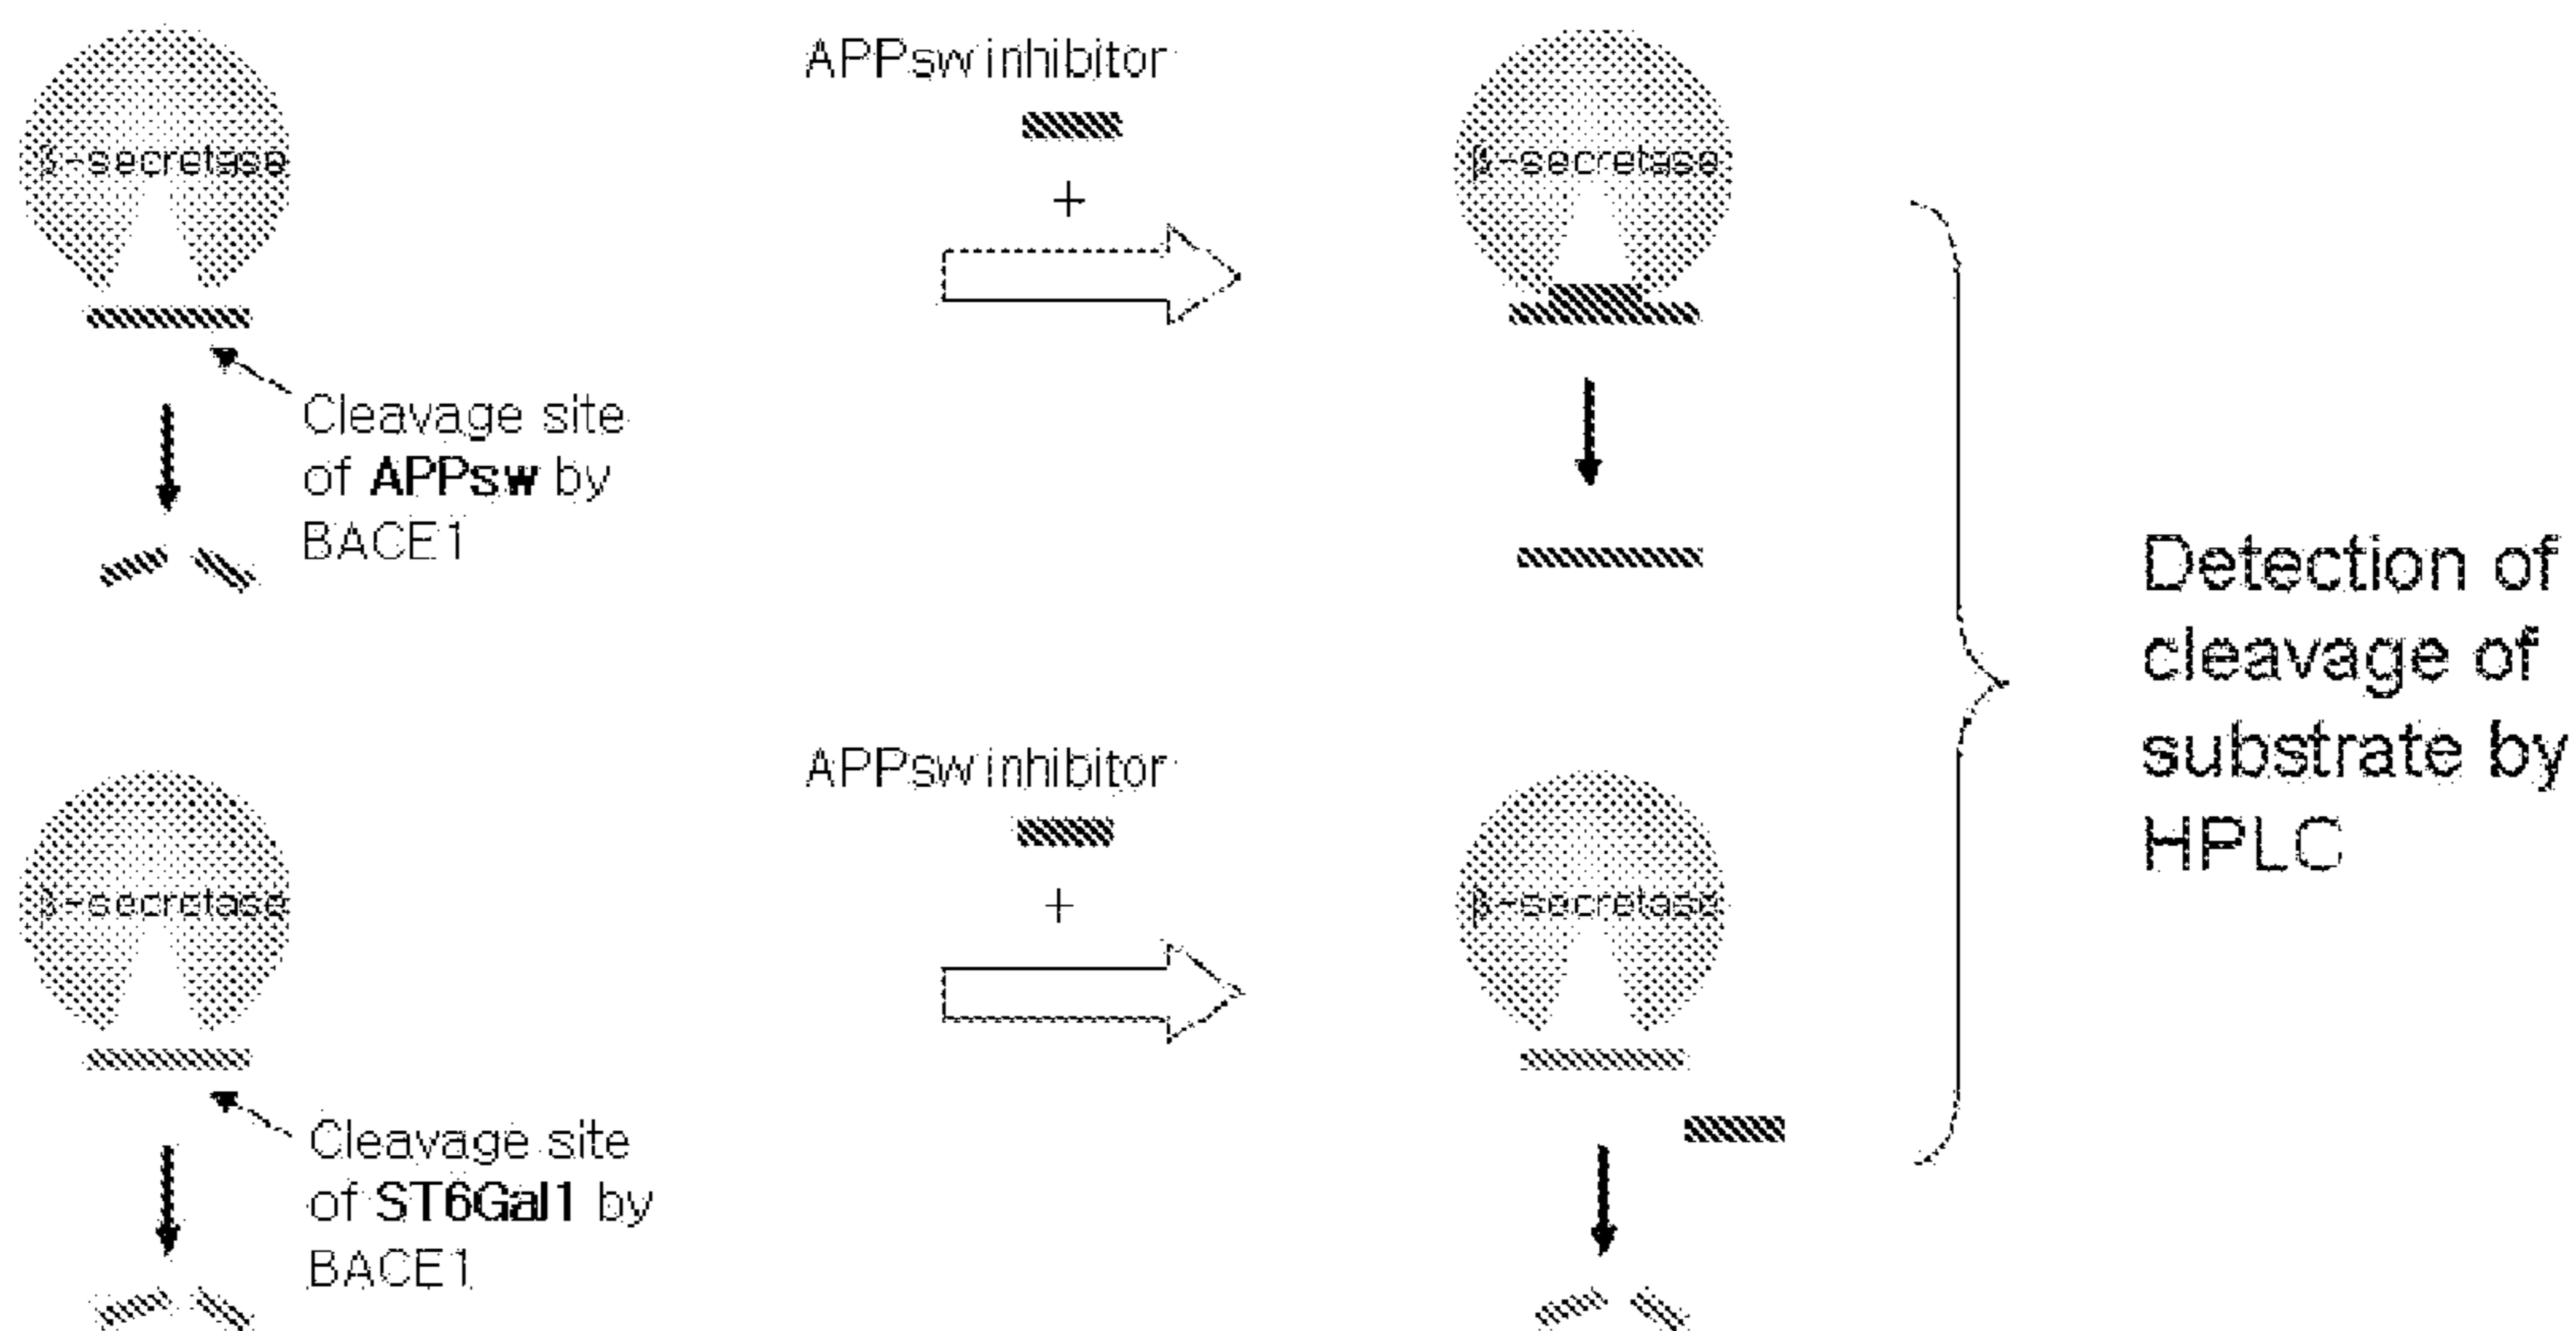 β-secretase
Cleavage site
of APPsw by
BACE1
APPsw inhibitor
+
β-secretase
β-secretase
Cleavage site
of ST6Gal1 by
BACE1
APPsw inhibitor
+
β-secretase
Detection of
cleavage of
substrate by
HPLC